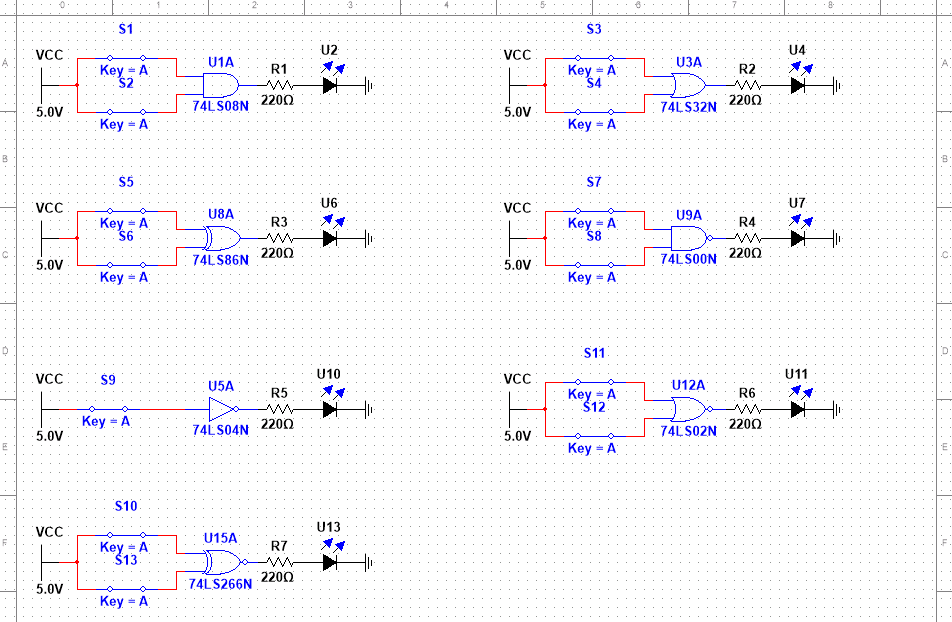 0 1 2 3 4 5 6 7 8
S1
S3
VCC
U1A
U2
VCC
U3A
U4
A
Key = A
R1
Key = A
R2
A
S2
S4
5.0V
74LS08N
220Ω
5.0V
74LS32N
220Ω
Key = A
Key = A
B
B
S5
S7
VCC
U8A
U6
VCC
U9A
U7
Key = A
R3
Key = A
R4
S6
S8
C
C
5.0V
74LS86N
220Ω
5.0V
74LS00N
220Ω
Key = A
Key = A
D
S11
D
VCC
S9
U5A
U10
VCC
U12A
U11
Key = A
R5
Key = A
R6
S12
5.0V
74LS04N
220Ω
5.0V
74LS02N
220Ω
E
Key = A
E
S10
VCC
U15A
U13
F
Key = A
R7
F
S13
5.0V
74LS266N
220Ω
Key = A